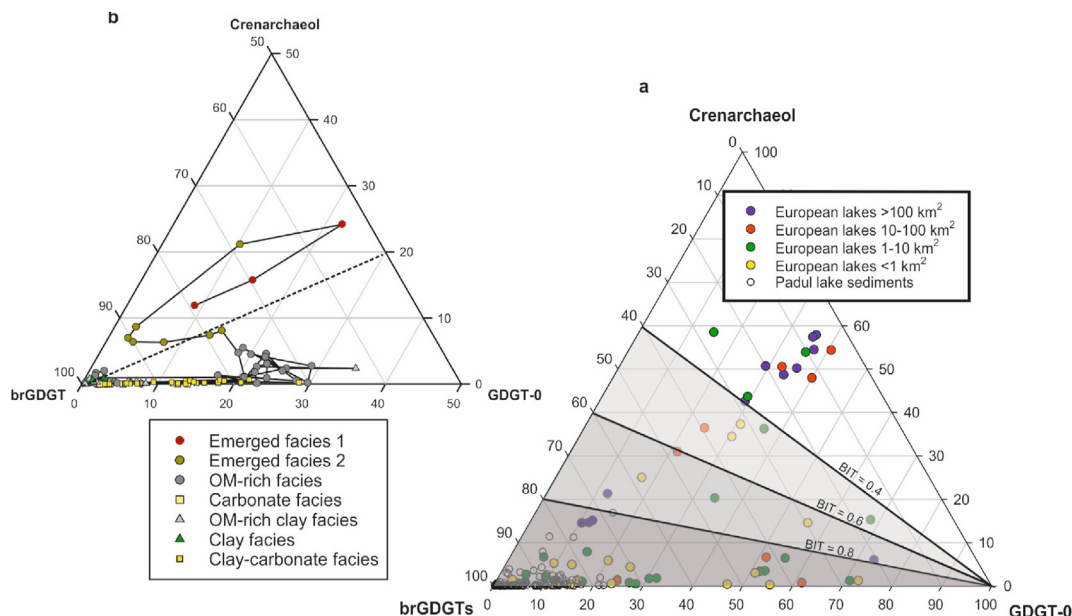 b
Crenarchaeol
50 50
60 40
70 30
80 20
90 10
100 0
brGDGT GDGT-0
0 10 20 30 40 50
Emerged facies 1
Emerged facies 2
OM-rich facies
Carbonate facies
OM-rich clay facies
Clay facies
Clay-carbonate facies
a
Crenarchaeol
0 100
10
20
30
40 60
50 50
60 40
70 30
80 20
90 10
100 0
European lakes >100 km²
European lakes 10-100 km²
European lakes 1-10 km²
European lakes <1 km²
Padul lake sediments
BIT = 0.4
BIT = 0.6
BIT = 0.8
0 10 20 30 40 50 60 70 80 90 100
brGDGTs GDGT-0